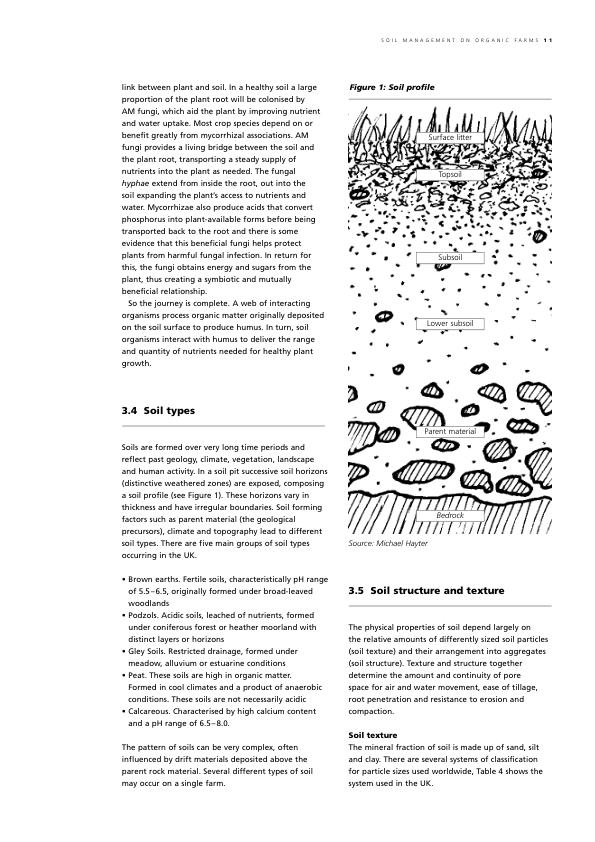 SOIL MANAGEMENT ON ORGANIC FARMS 11
link between plant and soil. In a healthy soil a large
proportion of the plant root will be colonised by
AM fungi, which aid the plant by improving nutrient
and water uptake. Most crop species depend on or
benefit greatly from mycorrhizal associations. AM
fungi provides a living bridge between the soil and
the plant root, transporting a steady supply of
nutrients into the plant as needed. The fungal
hyphae extend from inside the root, out into the
soil expanding the plant's access to nutrients and
water. Mycorrhizae also produce acids that convert
phosphorus into plant-available forms before being
transported back to the root and there is some
evidence that this beneficial fungi helps protect
plants from harmful fungal infection. In return for
this, the fungi obtains energy and sugars from the
plant, thus creating a symbiotic and mutually
beneficial relationship.
So the journey is complete. A web of interacting
organisms process organic matter originally deposited
on the soil surface to produce humus. In turn, soil
organisms interact with humus to deliver the range
and quantity of nutrients needed for healthy plant
growth.
3.4 Soil types
Soils are formed over very long time periods and
reflect past geology, climate, vegetation, landscape
and human activity. In a soil pit successive soil horizons
(distinctive weathered zones) are exposed, composing
a soil profile (see Figure 1). These horizons vary in
thickness and have irregular boundaries. Soil forming
factors such as parent material (the geological
precursors), climate and topography lead to different
soil types. There are five main groups of soil types
occurring in the UK.
• Brown earths. Fertile soils, characteristically pH range
of 5.5–6.5, originally formed under broad-leaved
woodlands
• Podzols. Acidic soils, leached of nutrients, formed
under coniferous forest or heather moorland with
distinct layers or horizons
• Gley Soils. Restricted drainage, formed under
meadow, alluvium or estuarine conditions
• Peat. These soils are high in organic matter.
Formed in cool climates and a product of anaerobic
conditions. These soils are not necessarily acidic
• Calcareous. Characterised by high calcium content
and a pH range of 6.5–8.0.
The pattern of soils can be very complex, often
influenced by drift materials deposited above the
parent rock material. Several different types of soil
may occur on a single farm.
Figure 1: Soil profile
Surface litter
Topsoil
Subsoil
Lower subsoil
Parent material
Bedrock
Source: Michael Hayter
3.5 Soil structure and texture
The physical properties of soil depend largely on
the relative amounts of differently sized soil particles
(soil texture) and their arrangement into aggregates
(soil structure). Texture and structure together
determine the amount and continuity of pore
space for air and water movement, ease of tillage,
root penetration and resistance to erosion and
compaction.
Soil texture
The mineral fraction of soil is made up of sand, silt
and clay. There are several systems of classification
for particle sizes used worldwide, Table 4 shows the
system used in the UK.